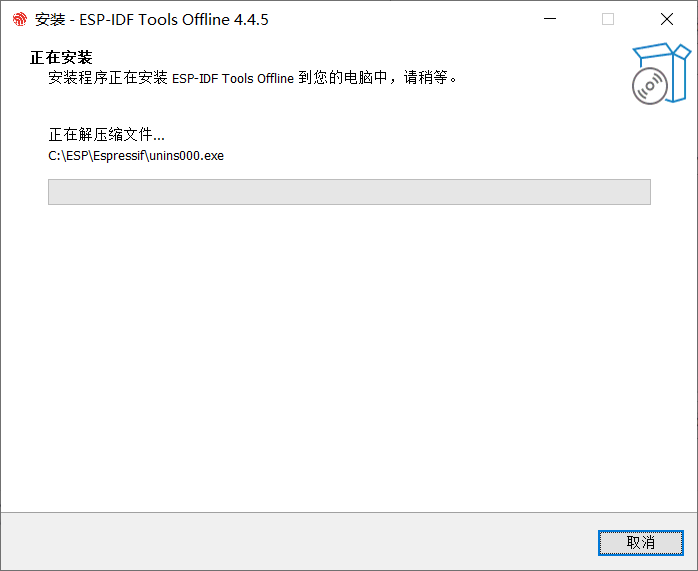 安装 - ESP-IDF Tools Offline 4.4.5
正在安装
安装程序正在安装 ESP-IDF Tools Offline 到您的电脑中，请稍等。
正在解压缩文件...
C:\ESP\Espressif\unins000.exe
取消